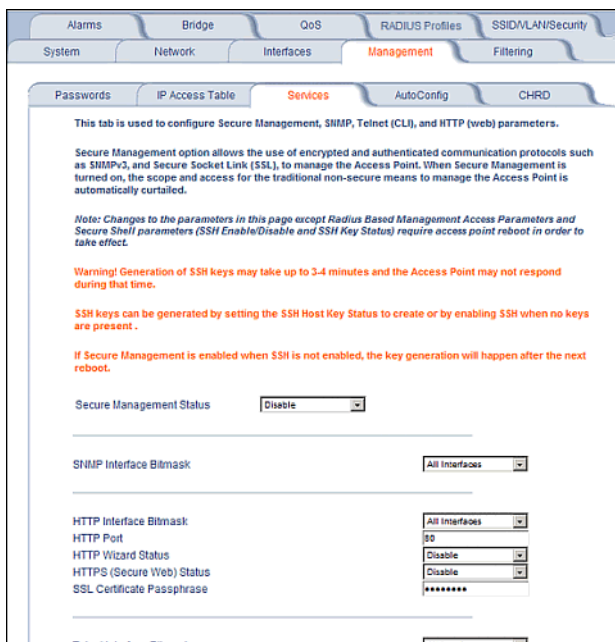 Alarms Bridge QoS RADIUS Profiles SSID/VLAN/Security
System Network Interfaces Management Filtering
Passwords IP Access Table Services AutoConfig CHRD
This tab is used to configure Secure Management, SNMP, Telnet (CLI), and HTTP (web) parameters.
Secure Management option allows the use of encrypted and authenticated communication protocols such
as SNMPv3, and Secure Socket Link (SSL), to manage the Access Point. When Secure Management is
turned on, the scope and access for the traditional non-secure means to manage the Access Point is
automatically curtailed.
Note: Changes to the parameters in this page except Radius Based Management Access Parameters and
Secure Shell parameters (SSH Enable/Disable and SSH Key Status) require access point reboot in order to
take effect.
Warning! Generation of SSH keys may take up to 3-4 minutes and the Access Point may not respond
during that time.
SSH keys can be generated by setting the SSH Host Key Status to create or by enabling SSH when no keys
are present .
If Secure Management is enabled when SSH is not enabled, the key generation will happen after the next
reboot.
Secure Management Status Disable
SNMP Interface Bitmask All Interfaces
HTTP Interface Bitmask All Interfaces
HTTP Port 80
HTTP Wizard Status Disable
HTTPS (Secure Web) Status Disable
SSL Certificate Passphrase ••••••••